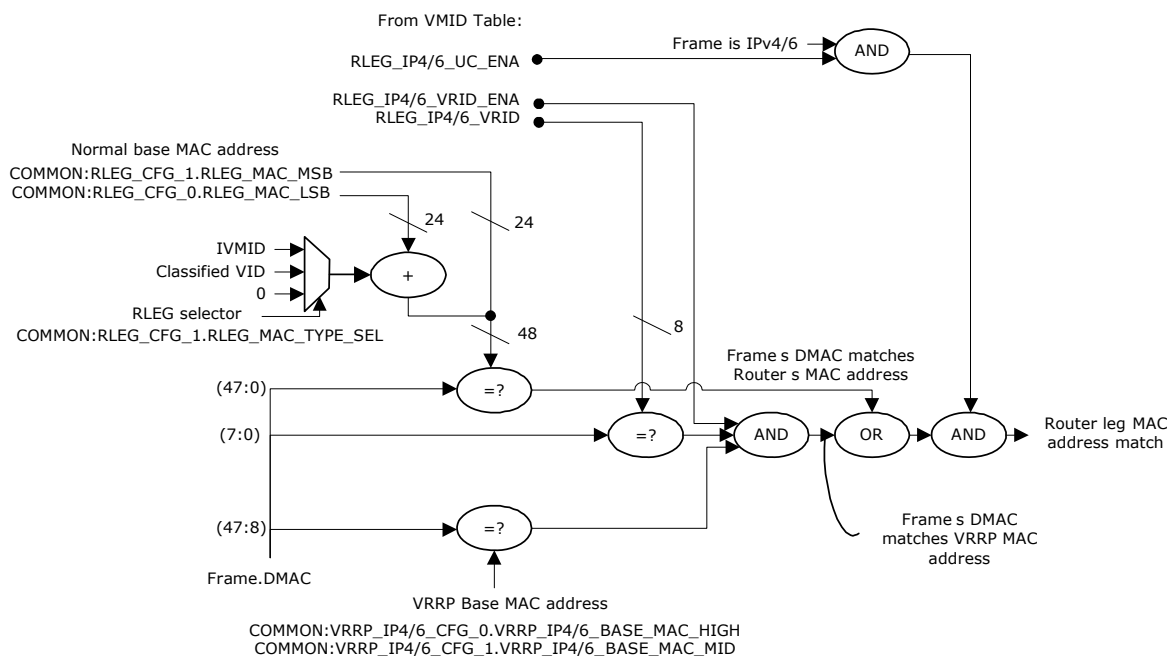 From VMID Table:
Frame is IPv4/6
AND
RLEG_IP4/6_UC_ENA
RLEG_IP4/6_VRID_ENA
RLEG_IP4/6_VRID
Normal base MAC address
COMMON:RLEG_CFG_1.RLEG_MAC_MSB
COMMON:RLEG_CFG_0.RLEG_MAC_LSB
24
24
IVMID
Classified VID
0
+
RLEG selector
COMMON:RLEG_CFG_1.RLEG_MAC_TYPE_SEL
48
8
Frame s DMAC matches
Router s MAC address
(47:0)
=?
(7:0)
=?
AND
OR
AND
Router leg MAC
address match
(47:8)
=?
Frame s DMAC
matches VRRP MAC
address
Frame.DMAC
VRRP Base MAC address
COMMON:VRRP_IP4/6_CFG_0.VRRP_IP4/6_BASE_MAC_HIGH
COMMON:VRRP_IP4/6_CFG_1.VRRP_IP4/6_BASE_MAC_MID